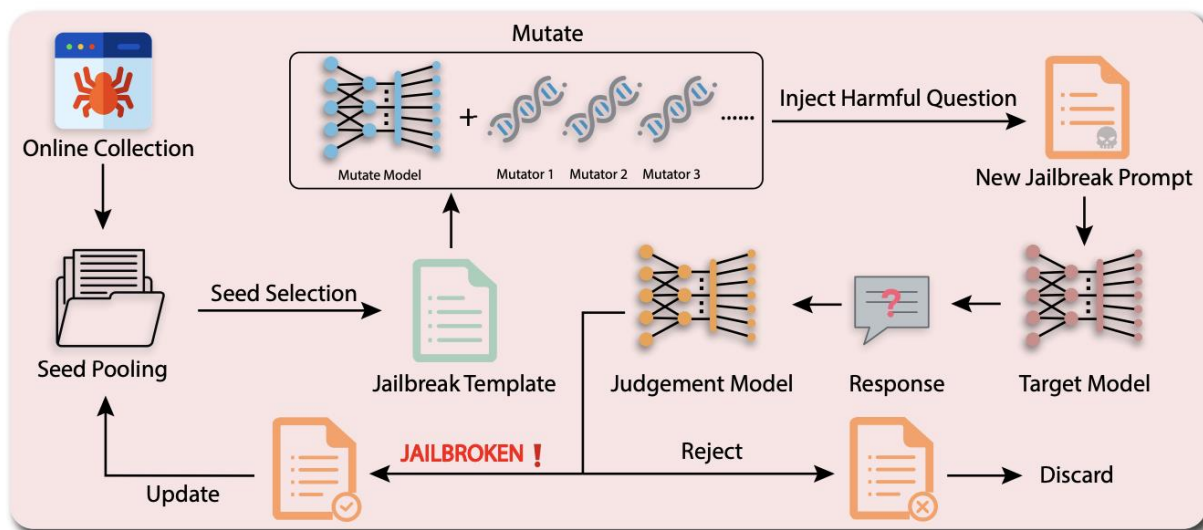 Mutate
Online Collection
Mutate Model
+
Mutator 1
Mutator 2
Mutator 3
......
Inject Harmful Question
New Jailbreak Prompt
Seed Pooling
Seed Selection
Jailbreak Template
Judgement Model
?
Response
Target Model
Update
JAILBROKEN !
Reject
Discard